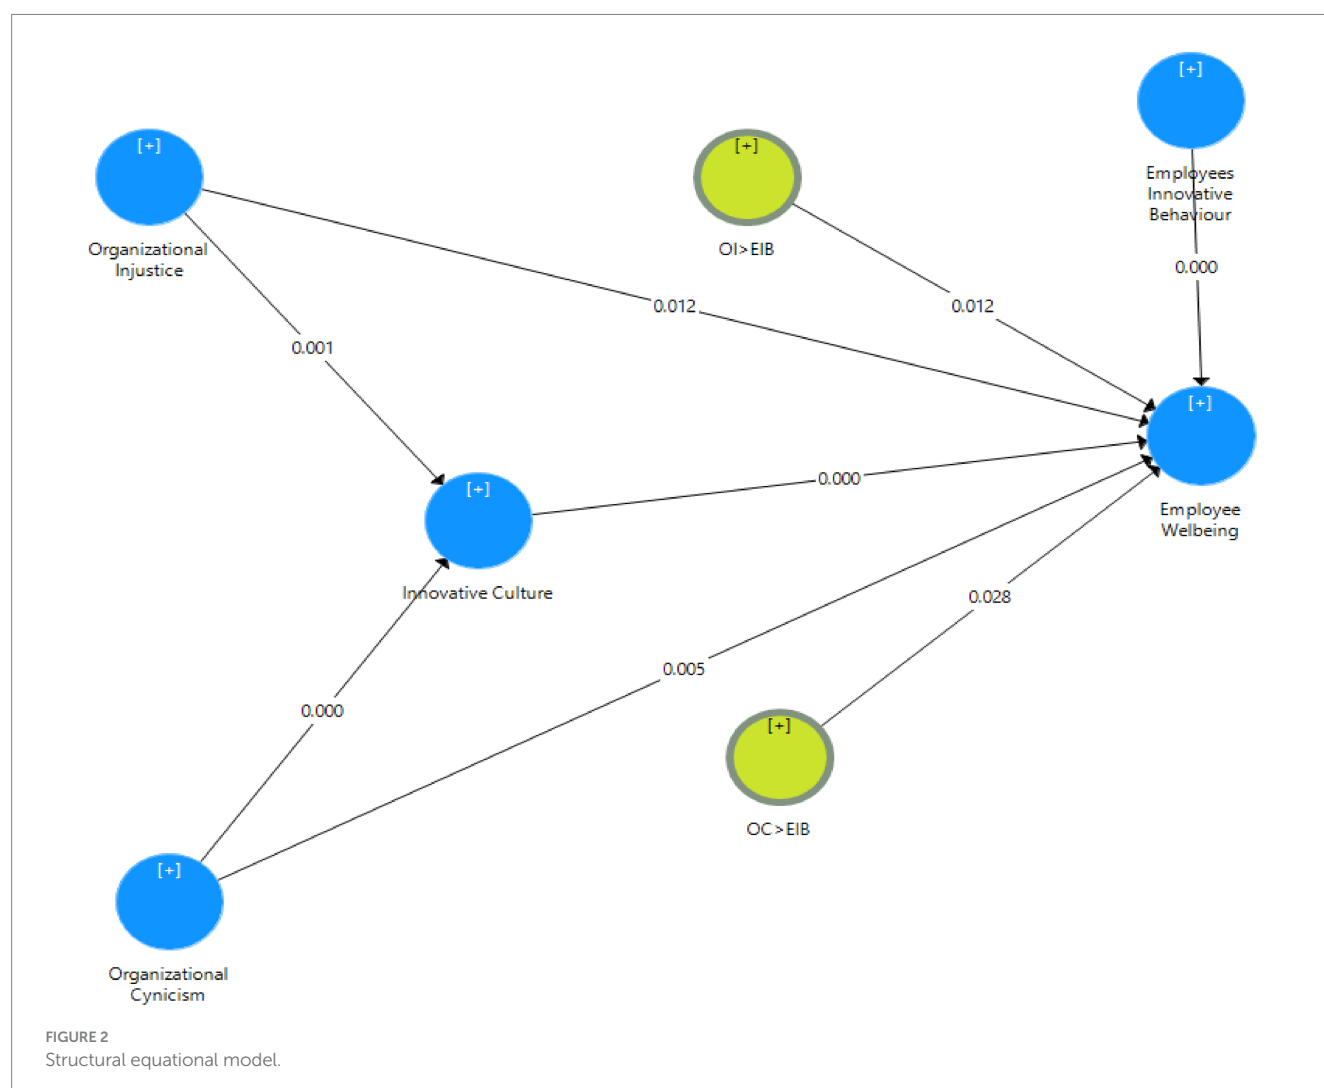 [+]
Employees
Innovative
Behaviour
[+]
Organizational
Injustice
[+]
OI>EIB
0.000
0.012
0.012
0.001
[+]
Employee
Welbeing
[+]
Innovative Culture
0.000
0.028
0.005
0.000
[+]
OC>EIB
[+]
Organizational
Cynicism
FIGURE 2
Structural equational model.